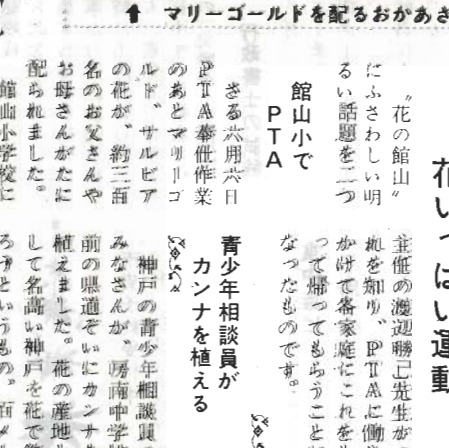 マリーゴールドを配るおかあさ
花いっぱい運動
“花の館山”
にふさわしい明
るい話題を二つ
館山小で
PTA
さる六月六日
PTA奉仕作業
のあとマリーゴ
ルド、サルビア
の花が、約三百
名のお父さんや
お母さんがたに
配られました。
館山小学校に
主任の渡辺勝己先生が
れを知り、PTAに働き
かけて各家庭にこれを
って帰ってもらうこと
なったものです。
青少年相談員が
カンナを植える
神戸の青少年相談員
みなさんが、房南中学
前の県道ぞいにカンナを
植えました。花の産地と
して名高い神戸を花で
ろうというもの。